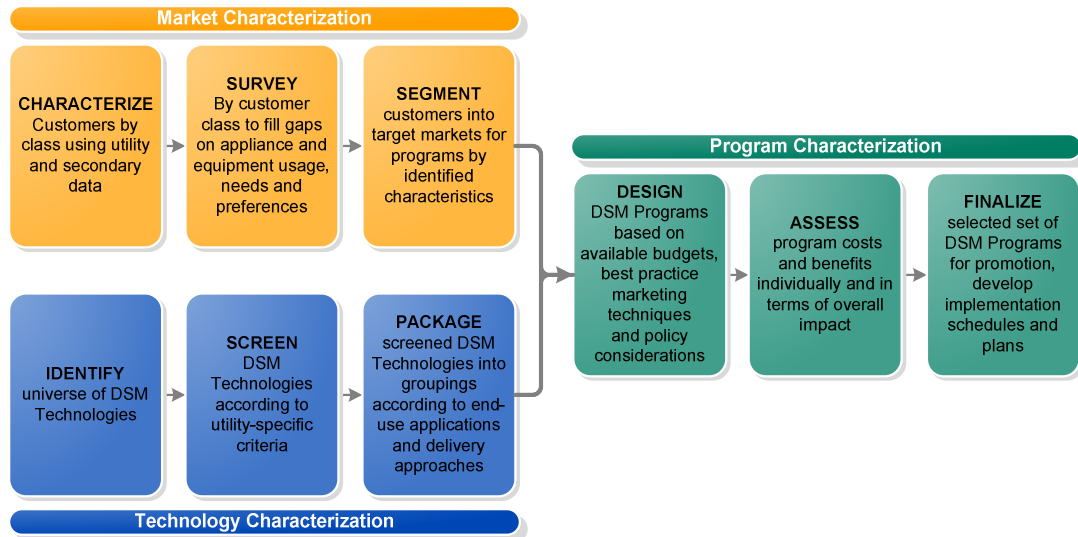 Market Characterization
CHARACTERIZE
Customers by
class using utility
and secondary
data
SURVEY
By customer
class to fill gaps
on appliance and
equipment usage,
needs and
preferences
SEGMENT
customers into
target markets for
programs by
identified
characteristics
IDENTIFY
universe of DSM
Technologies
SCREEN
DSM
Technologies
according to
utility-specific
criteria
PACKAGE
screened DSM
Technologies into
groupings
according to end-
use applications
and delivery
approaches
Technology Characterization
Program Characterization
DESIGN
DSM Programs
based on
available budgets,
best practice
marketing
techniques
and policy
considerations
ASSESS
program costs
and benefits
individually and in
terms of overall
impact
FINALIZE
selected set of
DSM Programs
for promotion,
develop
implementation
schedules and
plans